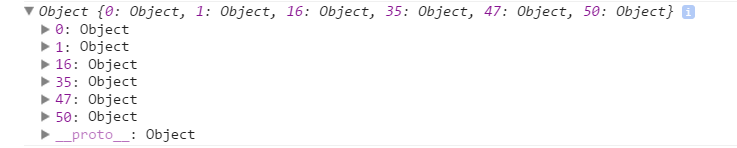 Object {0: Object, 1: Object, 16: Object, 35: Object, 47: Object, 50: Object} i
0: Object
1: Object
16: Object
35: Object
47: Object
50: Object
__proto__: Object